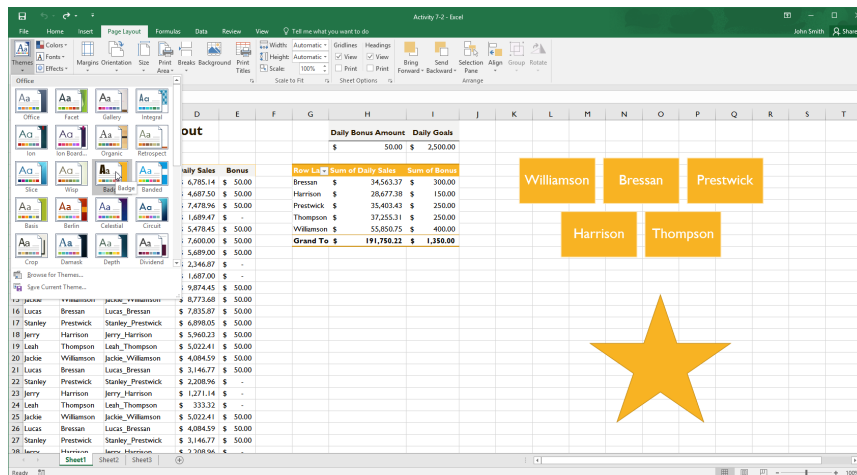 Activity 7-2 - Excel
File Home Insert Page Layout Formulas Data Review View Tell me what you want to do John Smith Share
Themes Colors Fonts Effects Margins Orientation Size Print Area Breaks Background Print Titles Width: Automatic Height: Automatic Scale: 100% Gridlines View Print Headings View Print Bring Forward Send Backward Selection Pane Align Group Rotate
Scale to Fit Sheet Options Arrange
Office
Office Facet Gallery Integral
Ion Ion Board... Organic Retrospect
Slice Wisp Badge Banded
Badge
Basis Berlin Celestial Circuit
Crop Damask Depth Dividend
Browse for Themes...
Save Current Theme...
D E F G H I J K L M N O P Q R S T
out Daily Bonus Amount Daily Goals
$ 50.00 $ 2,500.00
Daily Sales Bonus Row La Sum of Daily Sales Sum of Bonus
$ 6,785.14 $ 50.00 Bressan $ 34,563.37 $ 300.00
$ 4,687.50 $ 50.00 Harrison $ 28,677.38 $ 150.00
$ 7,478.96 $ 50.00 Prestwick $ 35,403.43 $ 250.00
$ 1,689.47 $ - Thompson $ 37,255.31 $ 250.00
$ 5,478.45 $ 50.00 Williamson $ 55,850.75 $ 400.00
$ 7,600.00 $ 50.00 Grand To $ 191,750.22 $ 1,350.00
$ 5,689.00 $ 50.00
$ 2,346.87 $ -
$ 1,687.00 $ -
$ 9,874.45 $ 50.00
15 Jackie Williamson Jackie_Williamson $ 8,773.68 $ 50.00
16 Lucas Bressan Lucas_Bressan $ 7,835.87 $ 50.00
17 Stanley Prestwick Stanley_Prestwick $ 6,898.05 $ 50.00
18 Jerry Harrison Jerry_Harrison $ 5,960.23 $ 50.00
19 Leah Thompson Leah_Thompson $ 5,022.41 $ 50.00
20 Jackie Williamson Jackie_Williamson $ 4,084.59 $ 50.00
21 Lucas Bressan Lucas_Bressan $ 3,146.77 $ 50.00
22 Stanley Prestwick Stanley_Prestwick $ 2,208.96 $ -
23 Jerry Harrison Jerry_Harrison $ 1,271.14 $ -
24 Leah Thompson Leah_Thompson $ 333.32 $ -
25 Jackie Williamson Jackie_Williamson $ 5,022.41 $ 50.00
26 Lucas Bressan Lucas_Bressan $ 4,084.59 $ 50.00
27 Stanley Prestwick Stanley_Prestwick $ 3,146.77 $ 50.00
28 Jerry Harrison Jerry_Harrison $ 2,208.96 $ -
Williamson Bressan Prestwick
Harrison Thompson
Sheet1 Sheet2 Sheet3
Ready 100%